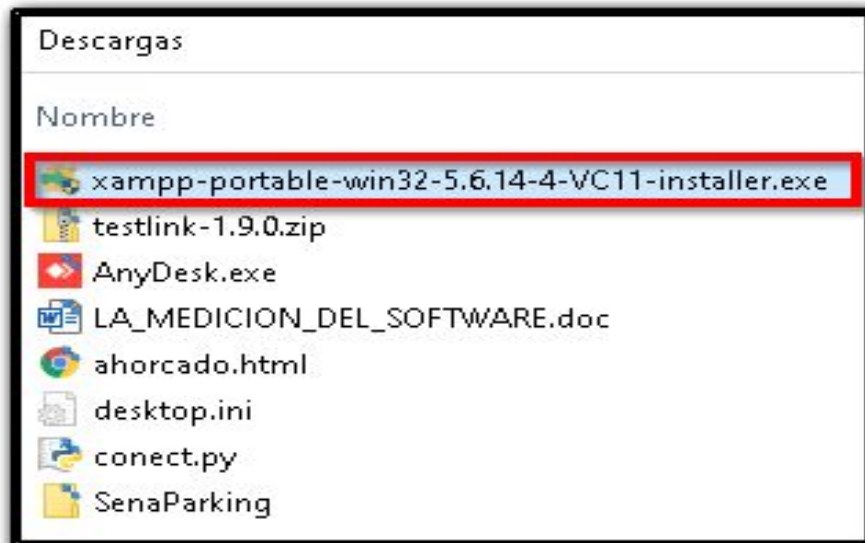 Descargas
Nombre
xampp-portable-win32-5.6.14-4-VC11-installer.exe
testlink-1.9.0.zip
AnyDesk.exe
LA_MEDICION_DEL_SOFTWARE.doc
ahorcado.html
desktop.ini
conect.py
SenaParking